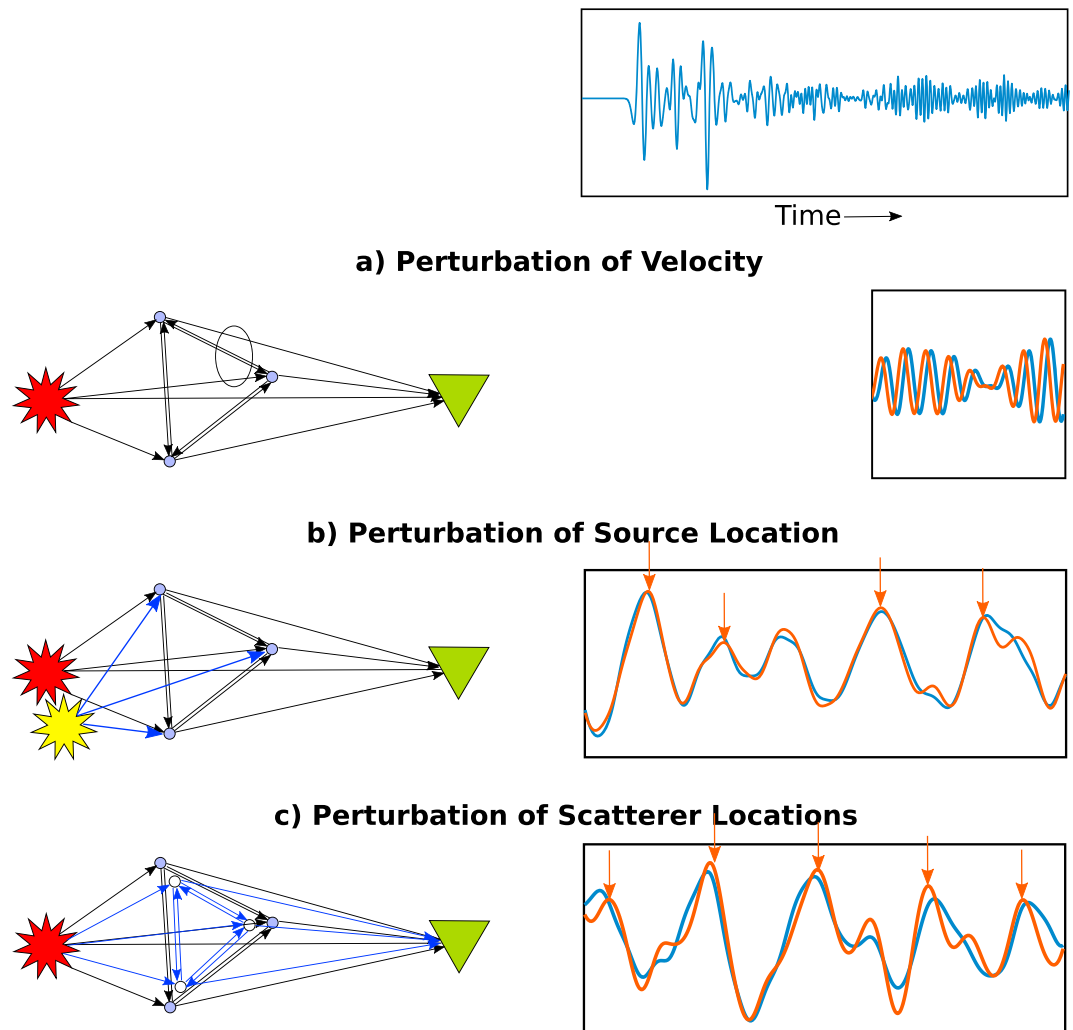 Time
a) Perturbation of Velocity
b) Perturbation of Source Location
c) Perturbation of Scatterer Locations